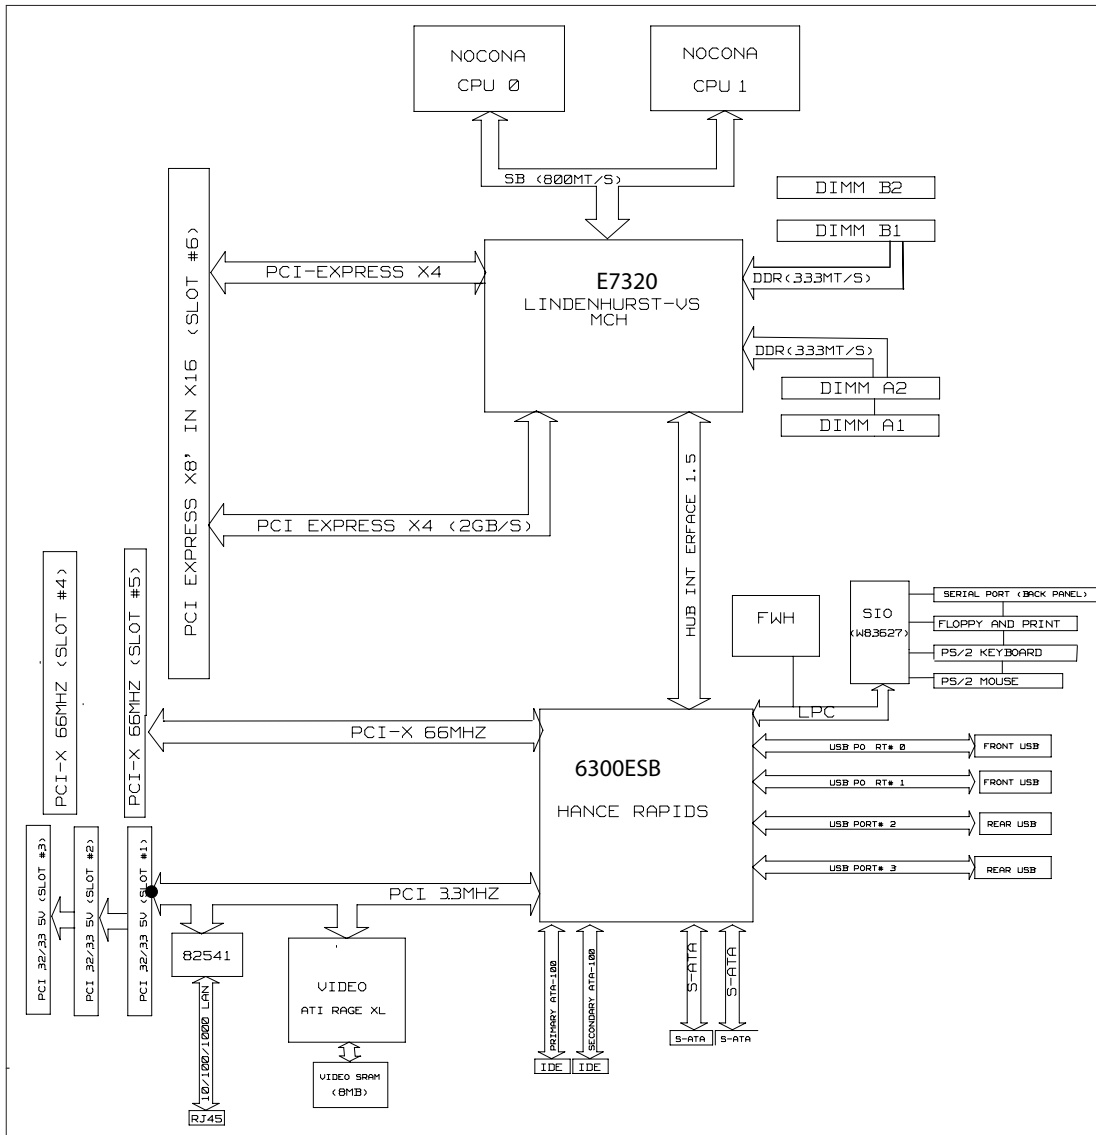 NOCONA
CPU 0
NOCONA
CPU 1
SB (800MT/S)
DIMM B2
DIMM B1
DDR(333MT/S)
E7320
LINDENHURST-VS
MCH
DDR(333MT/S)
DIMM A2
DIMM A1
PCI-EXPRESS X4
PCI EXPRESS X8' IN X16 (SLOT #6)
PCI EXPRESS X4 (2GB/S)
HUB INT ERFACE 1.5
PCI-X 66MHZ (SLOT #4)
PCI-X 66MHZ (SLOT #5)
FWH
SIO
(W83627)
SERIAL PORT (BACK PANEL)
FLOPPY AND PRINT
PS/2 KEYBOARD
PS/2 MOUSE
LPC
PCI-X 66MHZ
6300ESB
HANCE RAPIDS
USB PO RT# 0
FRONT USB
USB PO RT# 1
FRONT USB
USB PORT# 2
REAR USB
USB PORT# 3
REAR USB
PCI 32/33 5V (SLOT #3)
PCI 32/33 5V (SLOT #2)
PCI 32/33 5V (SLOT #1)
PCI 33MHZ
82541
VIDEO
ATI RAGE XL
10/100/1000 LAN
PRIMARY ATA-100
SECONDARY ATA-100
S-ATA
S-ATA
S-ATA
S-ATA
IDE
IDE
VIDEO SRAM
(8MB)
RJ45